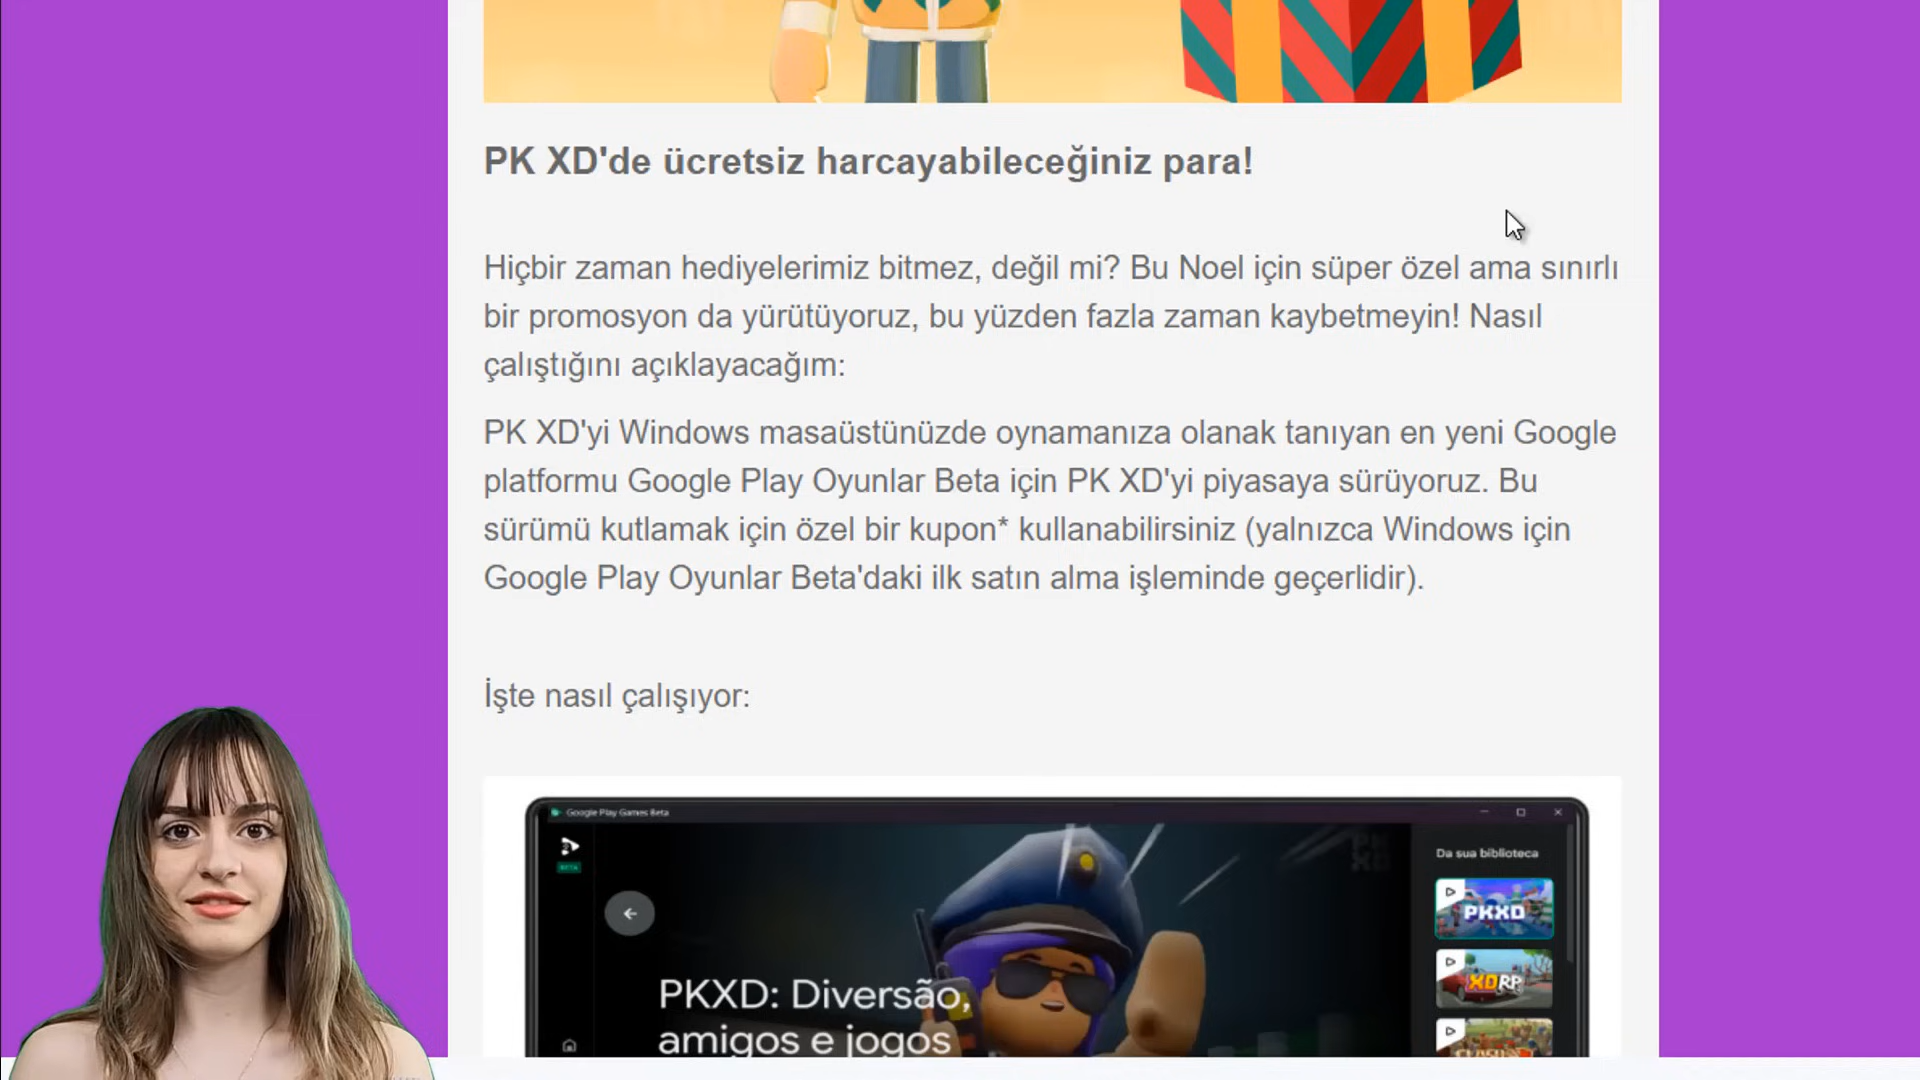 PK XD'de ücretsiz harcayabileceğiniz para!
Hiçbir zaman hediyelerimiz bitmez, değil mi? Bu Noel için süper özel ama sınırlı
bir promosyon da yürütüyoruz, bu yüzden fazla zaman kaybetmeyin! Nasıl
çalıştığını açıklayacağım:
PK XD'yi Windows masaüstünüzde oynamanıza olanak tanıyan en yeni Google
platformu Google Play Oyunlar Beta için PK XD'yi piyasaya sürüyoruz. Bu
sürümü kutlamak için özel bir kupon* kullanabilirsiniz (yalnızca Windows için
Google Play Oyunlar Beta'daki ilk satın alma işleminde geçerlidir).
İşte nasıl çalışıyor:
Google Play Games Beta
BETA
Da sua biblioteca
PKXD
XDRP
PKXD: Diversão,
amigos e jogos